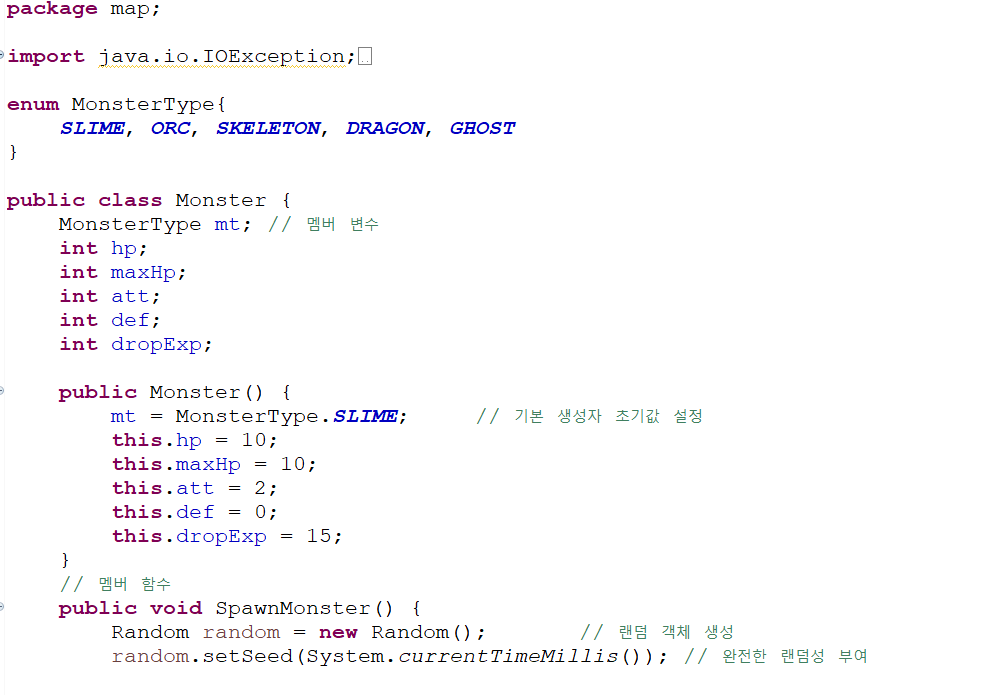 package map;
import java.io.IOException;
enum MonsterType{
SLIME, ORC, SKELETON, DRAGON, GHOST
}
public class Monster {
MonsterType mt; // 멤버 변수
int hp;
int maxHp;
int att;
int def;
int dropExp;
public Monster() {
mt = MonsterType.SLIME; // 기본 생성자 초기값 설정
this.hp = 10;
this.maxHp = 10;
this.att = 2;
this.def = 0;
this.dropExp = 15;
}
// 멤버 함수
public void SpawnMonster() {
Random random = new Random(); // 랜덤 객체 생성
random.setSeed(System.currentTimeMillis()); // 완전한 랜덤성 부여